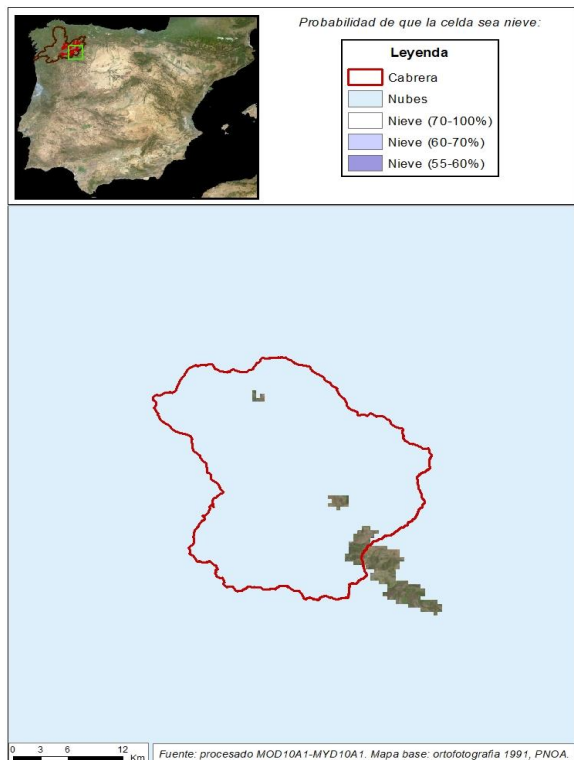 Probabilidad de que la celda sea nieve:
Leyenda
Cabrera
Nubes
Nieve (70-100%)
Nieve (60-70%)
Nieve (55-60%)
0 3 6 12
Km
Fuente: procesado MOD10A1-MYD10A1. Mapa base: ortofotografia 1991, PNOA.